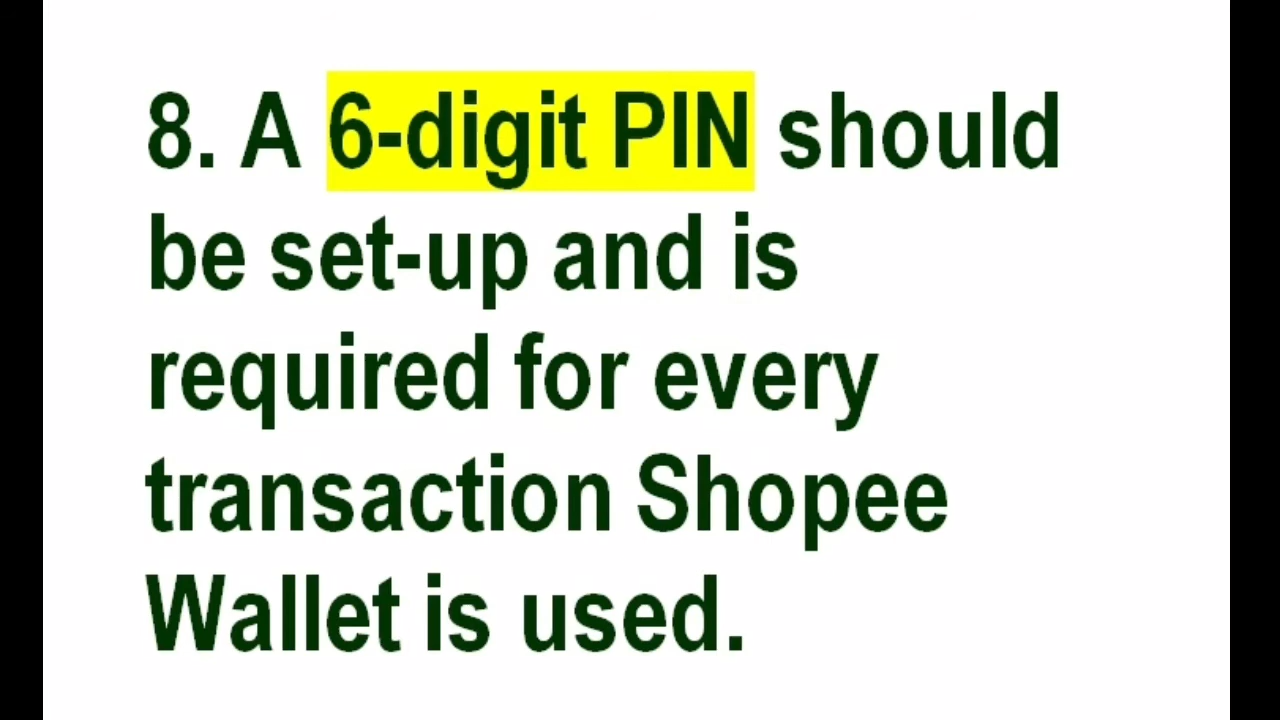 8. A 6-digit PIN should
be set-up and is
required for every
transaction Shopee
Wallet is used.